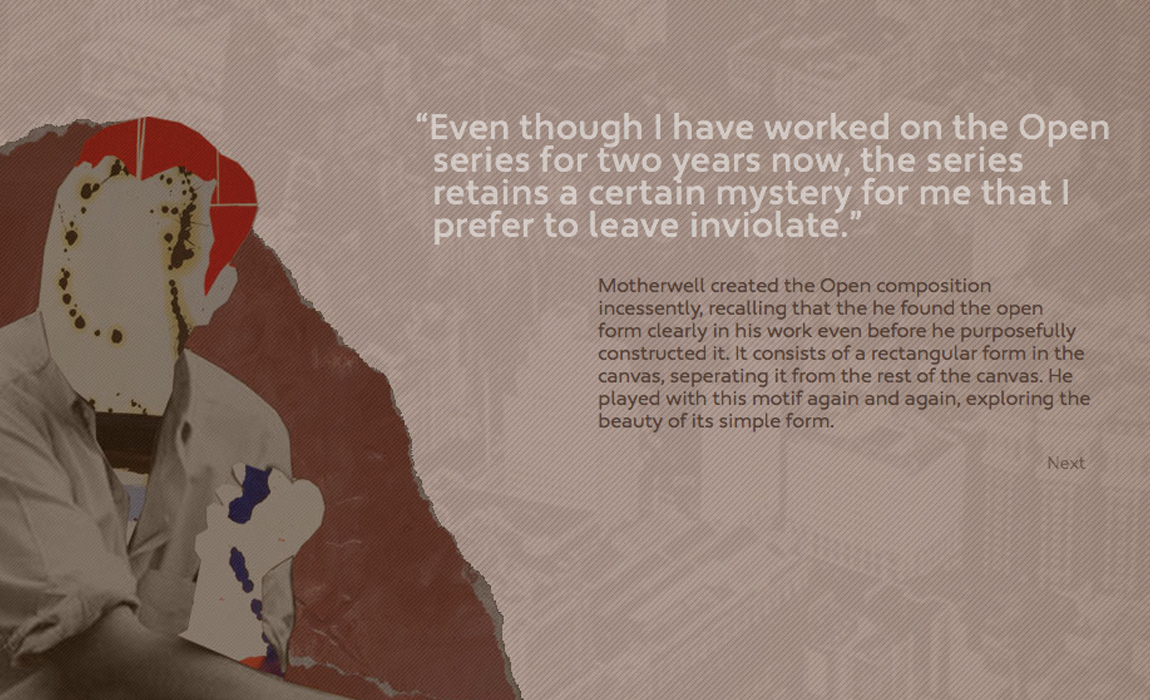 “Even though I have worked on the Open
series for two years now, the series
retains a certain mystery for me that I
prefer to leave inviolate.”
Motherwell created the Open composition
incessently, recalling that the he found the open
form clearly in his work even before he purposefully
constructed it. It consists of a rectangular form in the
canvas, seperating it from the rest of the canvas. He
played with this motif again and again, exploring the
beauty of its simple form.
Next